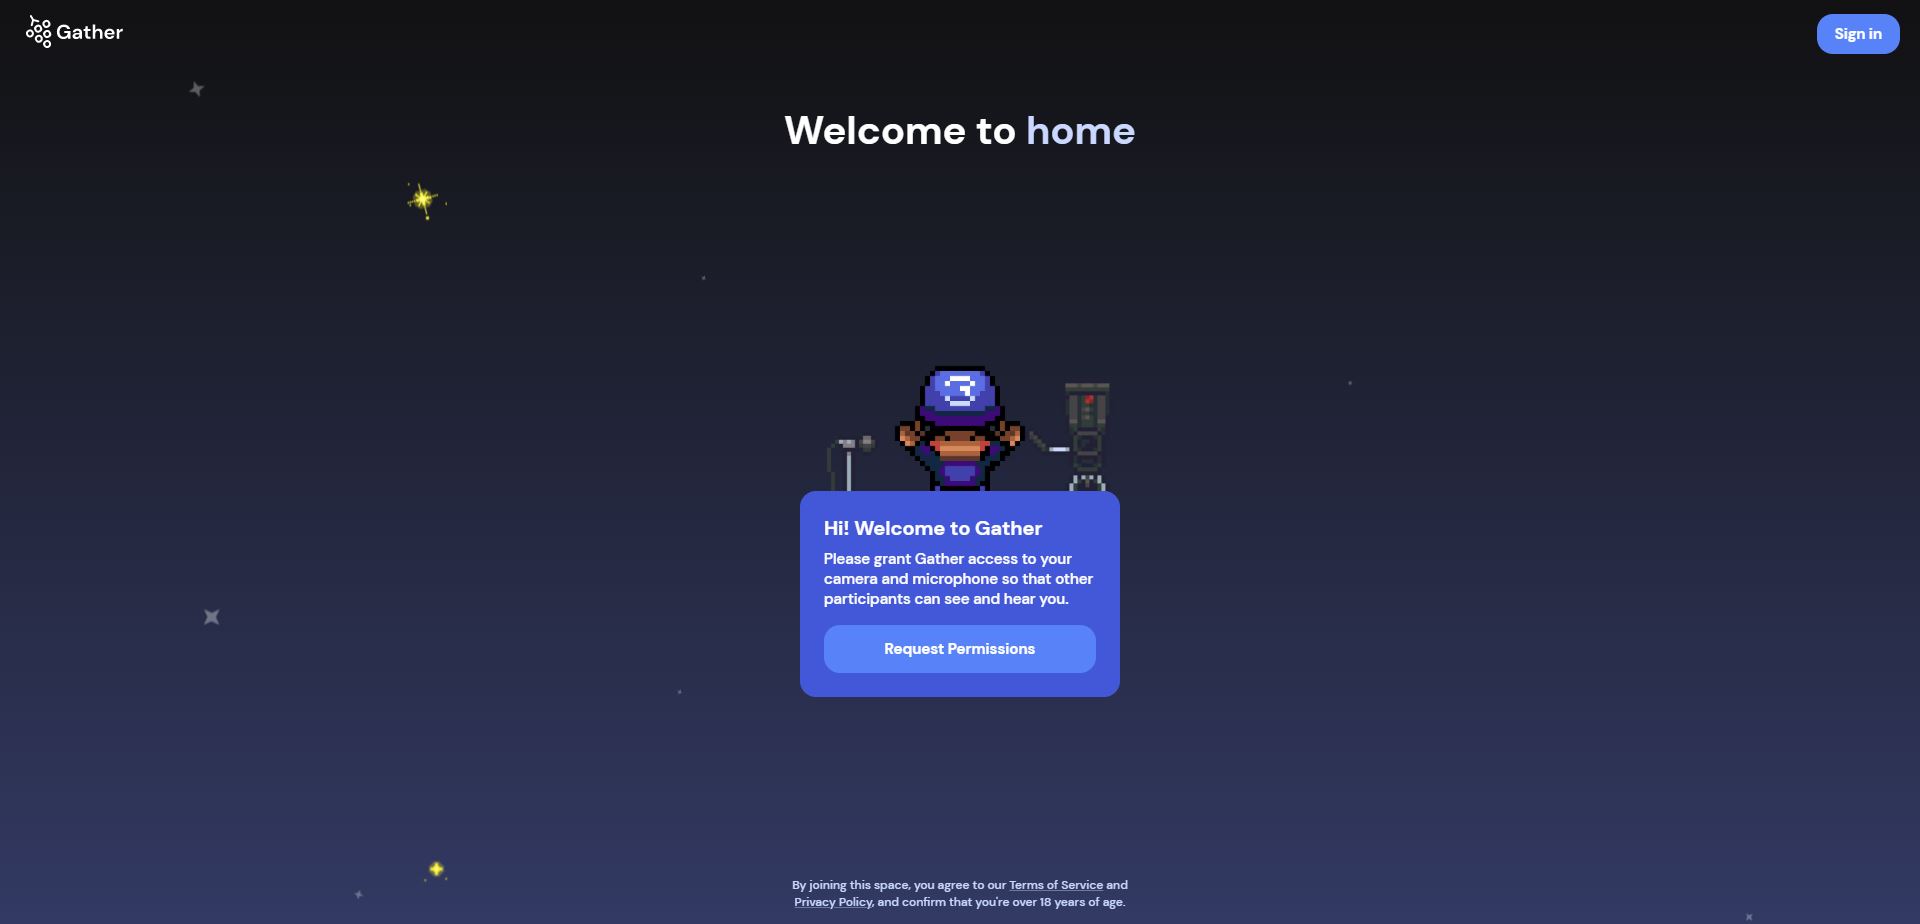 Gather
Sign in
Welcome to home
Hi! Welcome to Gather
Please grant Gather access to your
camera and microphone so that other
participants can see and hear you.
Request Permissions
By joining this space, you agree to our Terms of Service and
Privacy Policy, and confirm that you're over 18 years of age.